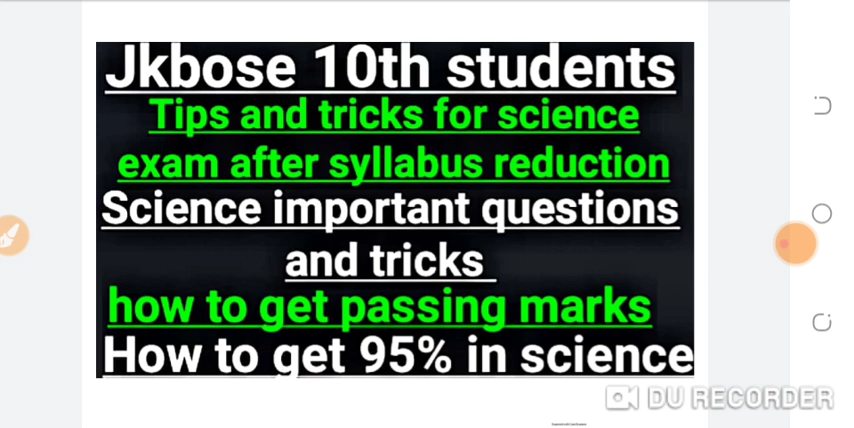 Jkbose 10th students
Tips and tricks for science
exam after syllabus reduction
Science important questions
and tricks
how to get passing marks
How to get 95% in science
DU RECORDER